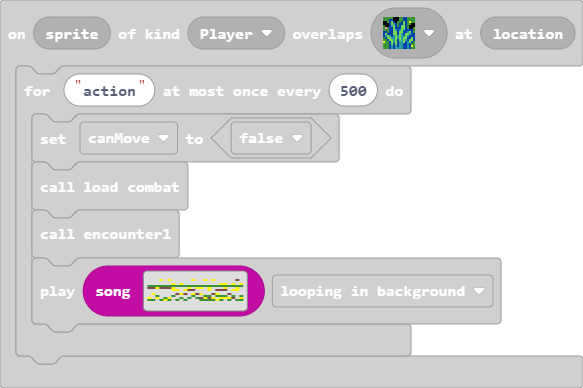 on sprite of kind Player overlaps at location
for "action" at most once every 500 do
set canMove to false
call load combat
call encounter1
play song looping in background